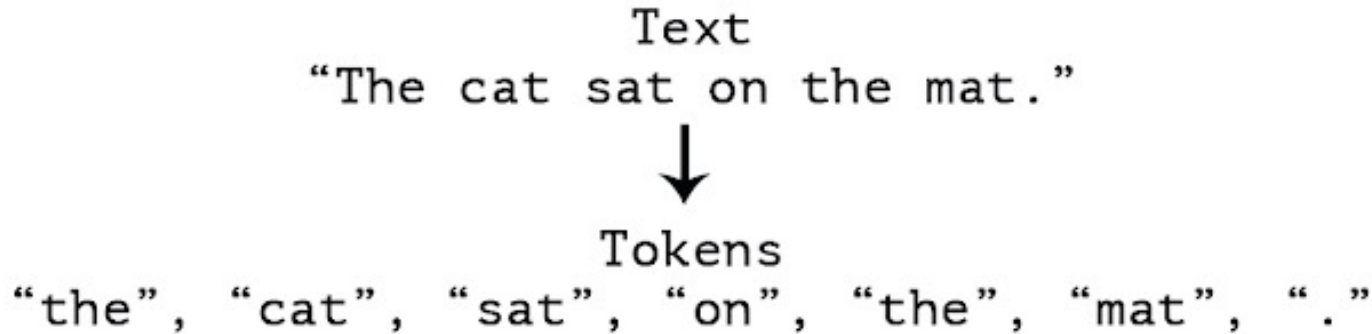 Text
“The cat sat on the mat.”
Tokens
“the”, “cat”, “sat”, “on”, “the”, “mat”, “.”